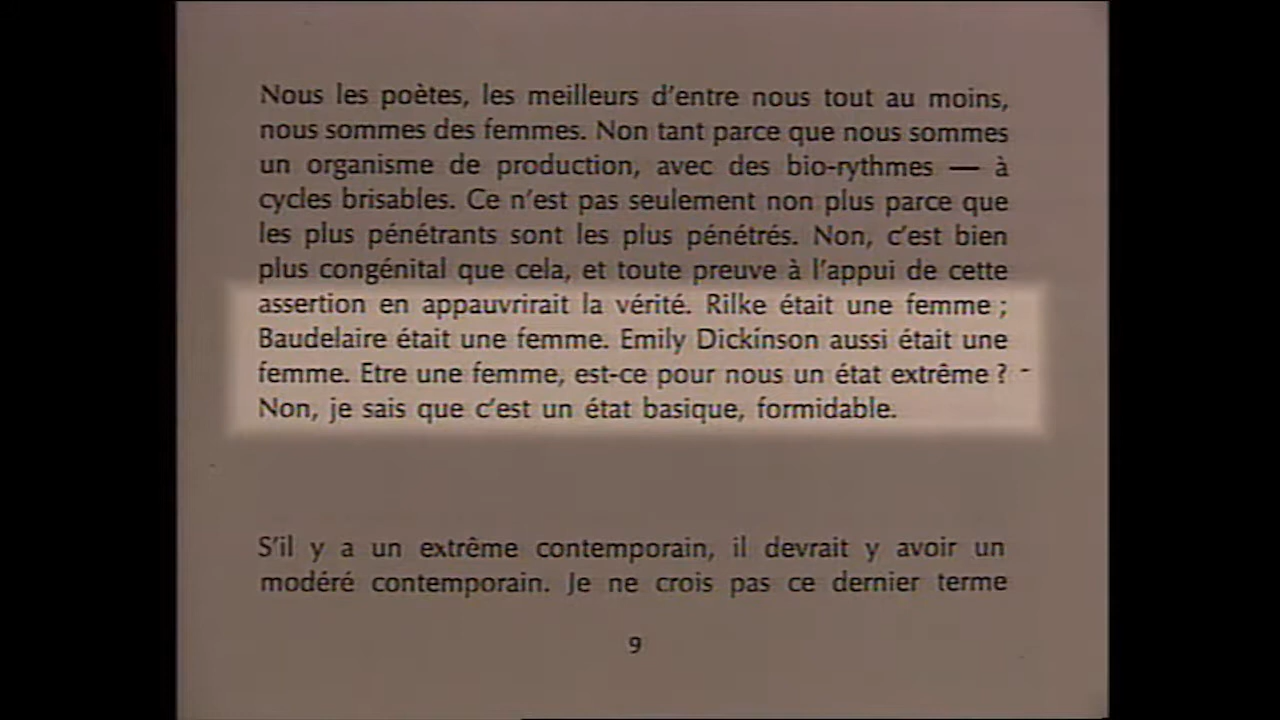 Nous les poètes, les meilleurs d'entre nous tout au moins,
nous sommes des femmes. Non tant parce que nous sommes
un organisme de production, avec des bio-rythmes — à
cycles brisables. Ce n'est pas seulement non plus parce que
les plus pénétrants sont les plus pénétrés. Non, c'est bien
plus congénital que cela, et toute preuve à l'appui de cette
assertion en appauvrirait la vérité. Rilke était une femme ;
Baudelaire était une femme. Emily Dickinson aussi était une
femme. Etre une femme, est-ce pour nous un état extrême ? -
Non, je sais que c'est un état basique, formidable.
S'il y a un extrême contemporain, il devrait y avoir un
modéré contemporain. Je ne crois pas ce dernier terme
9